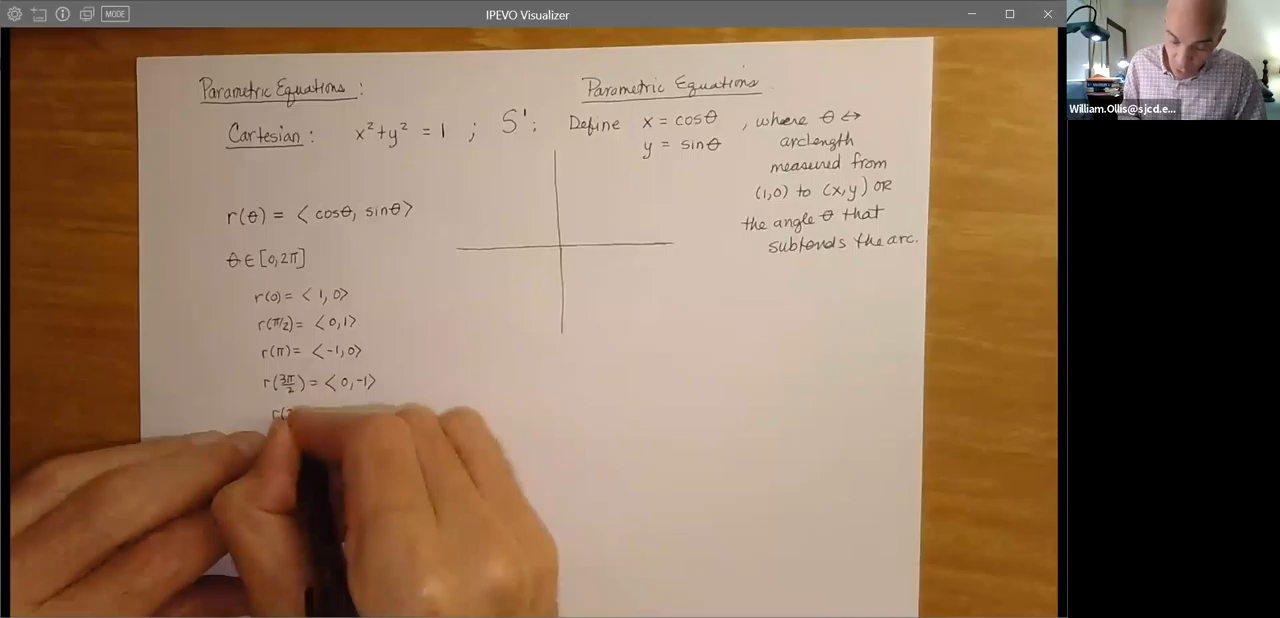 MODE
IPEVO Visualizer
William.Ollis@sjcd.e...
Parametric Equations :
Cartesian : x² + y² = 1 ; S¹ :
r(θ) = < cosθ, sinθ >
θ ∈ [0, 2π]
r(0) = < 1, 0 >
r(π/2) = < 0, 1 >
r(π) = < -1, 0 >
r(3π/2) = < 0, -1 >
r(
Parametric Equations
Define x = cosθ , where θ ↔
y = sinθ arclength
measured from
(1,0) to (x,y) OR
the angle θ that
subtends the arc.